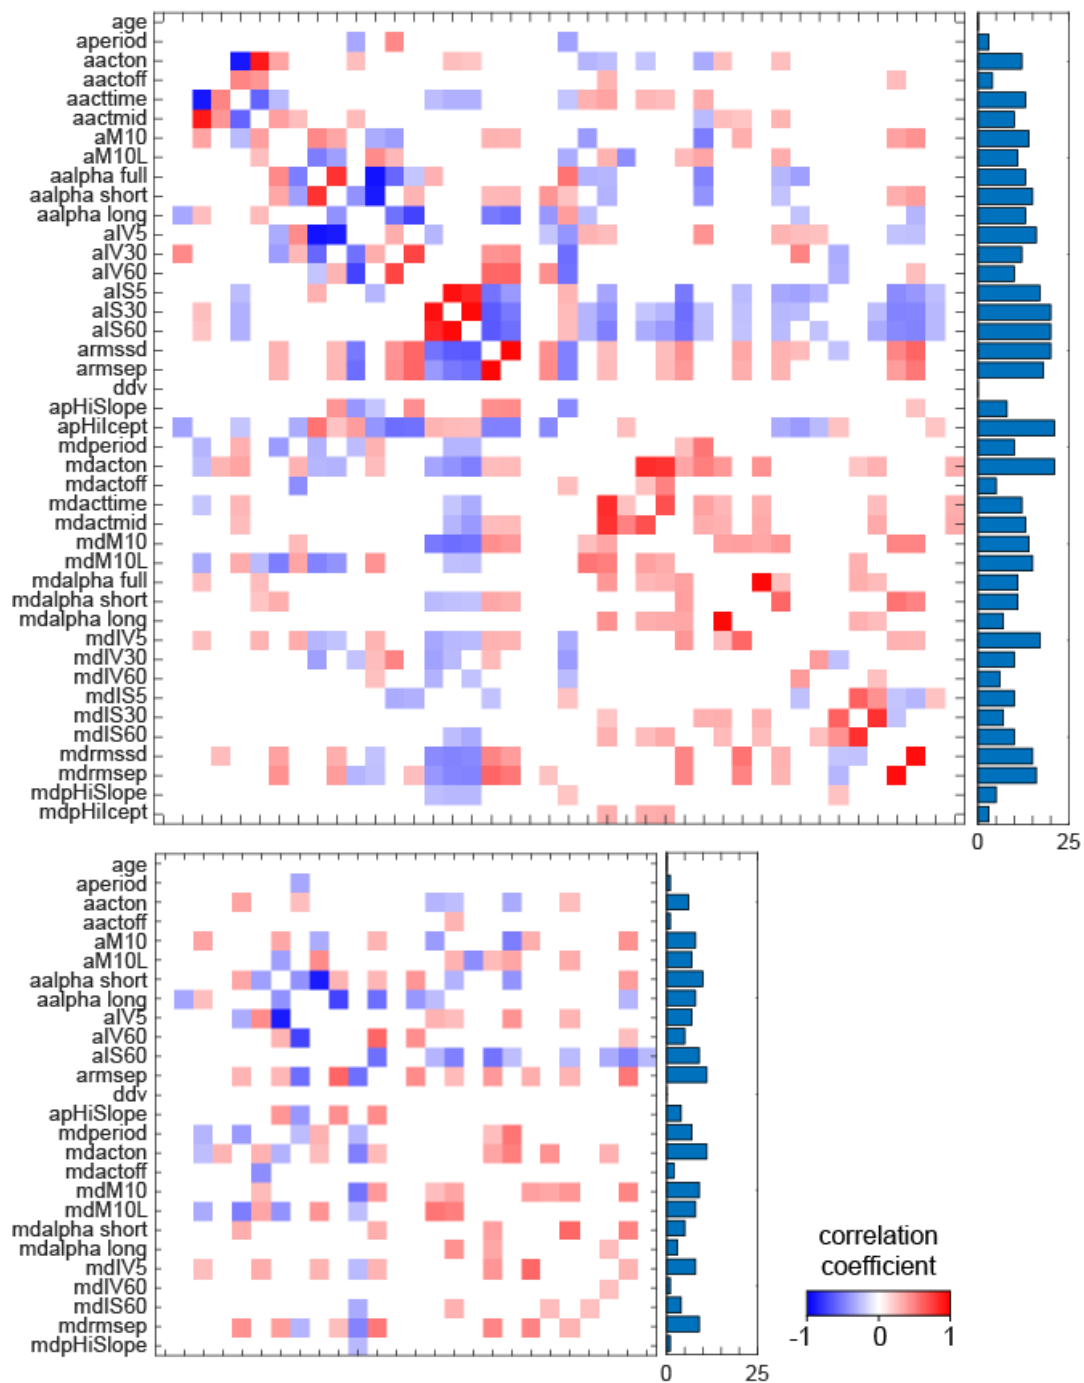 age
aperiod
aacton
aactoff
aacttime
aactmid
aM10
aM10L
aalpha full
aalpha short
aalpha long
aIV5
aIV30
aIV60
aIS5
aIS30
aIS60
armssd
armsep
ddv
apHiSlope
apHiIcept
mdperiod
mdacton
mdactoff
mdacttime
mdactmid
mdM10
mdM10L
mdalpha full
mdalpha short
mdalpha long
mdIV5
mdIV30
mdIV60
mdIS5
mdIS30
mdIS60
mdrmssd
mdrmsep
mdpHiSlope
mdpHiIcept
0 25
age
aperiod
aacton
aactoff
aM10
aM10L
aalpha short
aalpha long
aIV5
aIV60
aIS60
armsep
ddv
apHiSlope
mdperiod
mdacton
mdactoff
mdM10
mdM10L
mdalpha short
mdalpha long
mdIV5
mdIV60
mdIS60
mdrmsep
mdpHiSlope
0 25
correlation
coefficient
-1 0 1